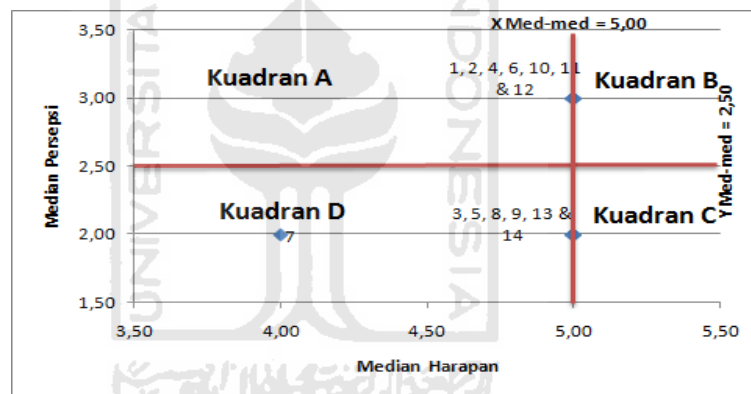 X Med-med = 5,00
3,50
3,00
2,50
2,00
1,50
Median Persepsi
Kuadran A
1, 2, 4, 6, 10, 11
& 12
Kuadran B
Y Med-med = 2,50
Kuadran D
7
3, 5, 8, 9, 13 &
14
Kuadran C
3,50
4,00
4,50
5,00
5,50
Median Harapan
UNIVERSITA
NDONESIA